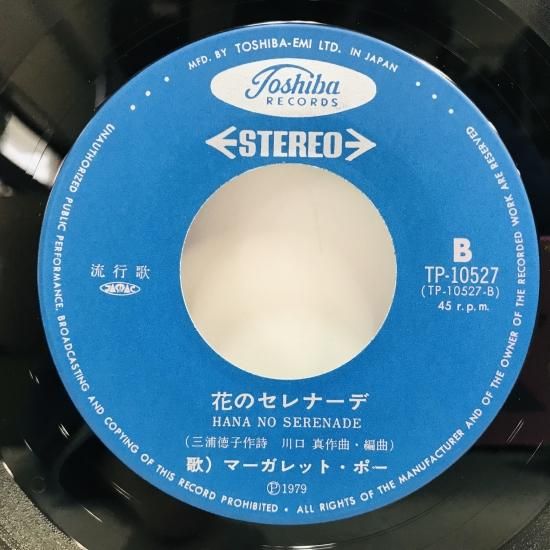 MFD. BY TOSHIBA-EMI LTD. IN JAPAN
Toshiba
RECORDS
STEREO
流行歌
JASRAC
B
TP-10527
(TP-10527-B)
45 r.p.m.
花のセレナーデ
HANA NO SERENADE
(三浦徳子作詩 川口 真作曲・編曲)
歌)マーガレット・ポー
Ⓟ1979
UNAUTHORIZED PUBLIC PERFORMANCE, BROADCASTING AND COPYING OF THIS RECORD PROHIBITED • ALL RIGHTS OF THE MANUFACTURER AND OF THE OWNER OF THE RECORDED WORK ARE RESERVED